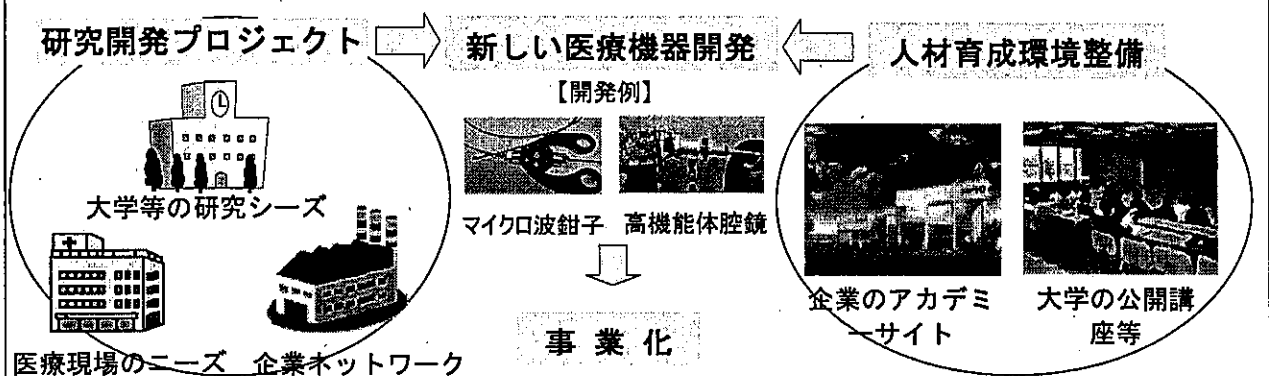 研究開発プロジェクト
新しい医療機器開発
人材育成環境整備
【開発例】
大学等の研究シーズ
マイクロ波鉗子
高機能体腔鏡
医療現場のニーズ
企業ネットワーク
事業化
企業のアカデミ
ーサイト
大学の公開講
座等